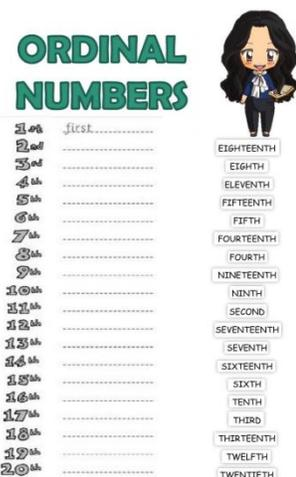 ORDINAL
NUMBERS
1st first
2nd
3rd
4th
5th
6th
7th
8th
9th
10th
11th
12th
13th
14th
15th
16th
17th
18th
19th
20th
EIGHTEENTH
EIGHTH
ELEVENTH
FIFTEENTH
FIFTH
FOURTEENTH
FOURTH
NINETEENTH
NINTH
SECOND
SEVENTEENTH
SEVENTH
SIXTEENTH
SIXTH
TENTH
THIRD
THIRTEENTH
TWELFTH
TWENTIETH